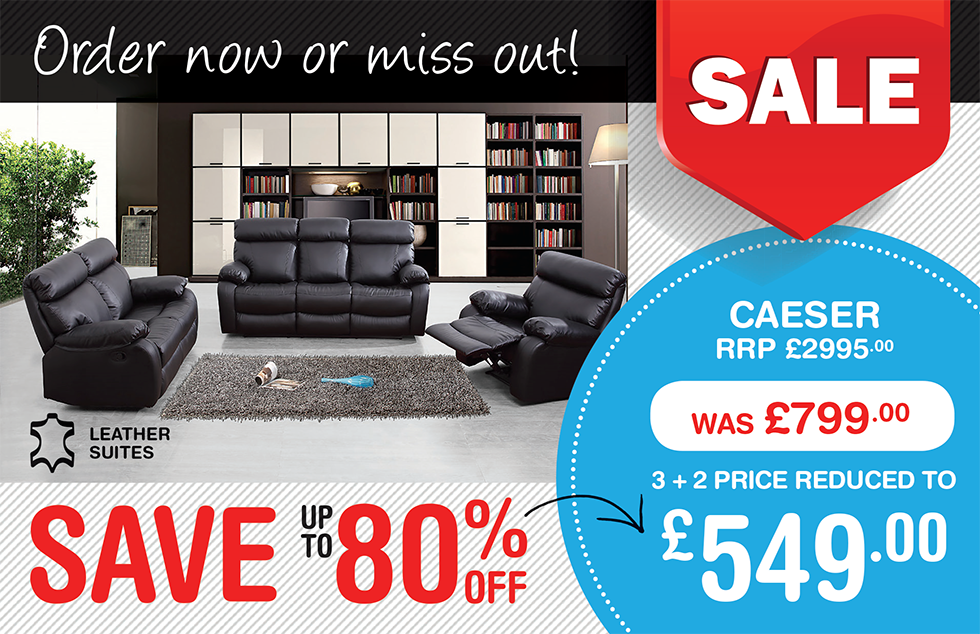 Order now or miss out!
SALE
CAESER
RRP £2995.00
WAS £799.00
3 + 2 PRICE REDUCED TO
£549.00
LEATHER
SUITES
SAVE UP TO 80% OFF